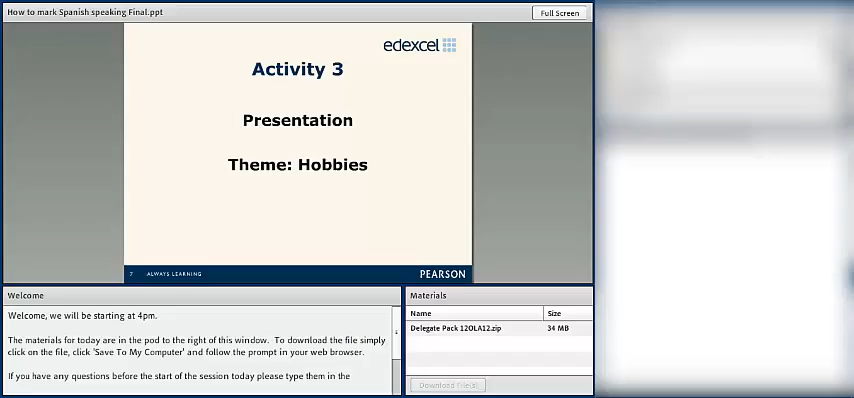 How to mark Spanish speaking Final.ppt
Full Screen
edexcel
Activity 3
Presentation
Theme: Hobbies
7 ALWAYS LEARNING PEARSON
Welcome
Welcome, we will be starting at 4pm.
The materials for today are in the pod to the right of this window. To download the file simply
click on the file, click 'Save To My Computer' and follow the prompt in your web browser.
If you have any questions before the start of the session today please type them in the
Materials
Name Size
Delegate Pack 12OLA12.zip 34 MB
Download File(s)